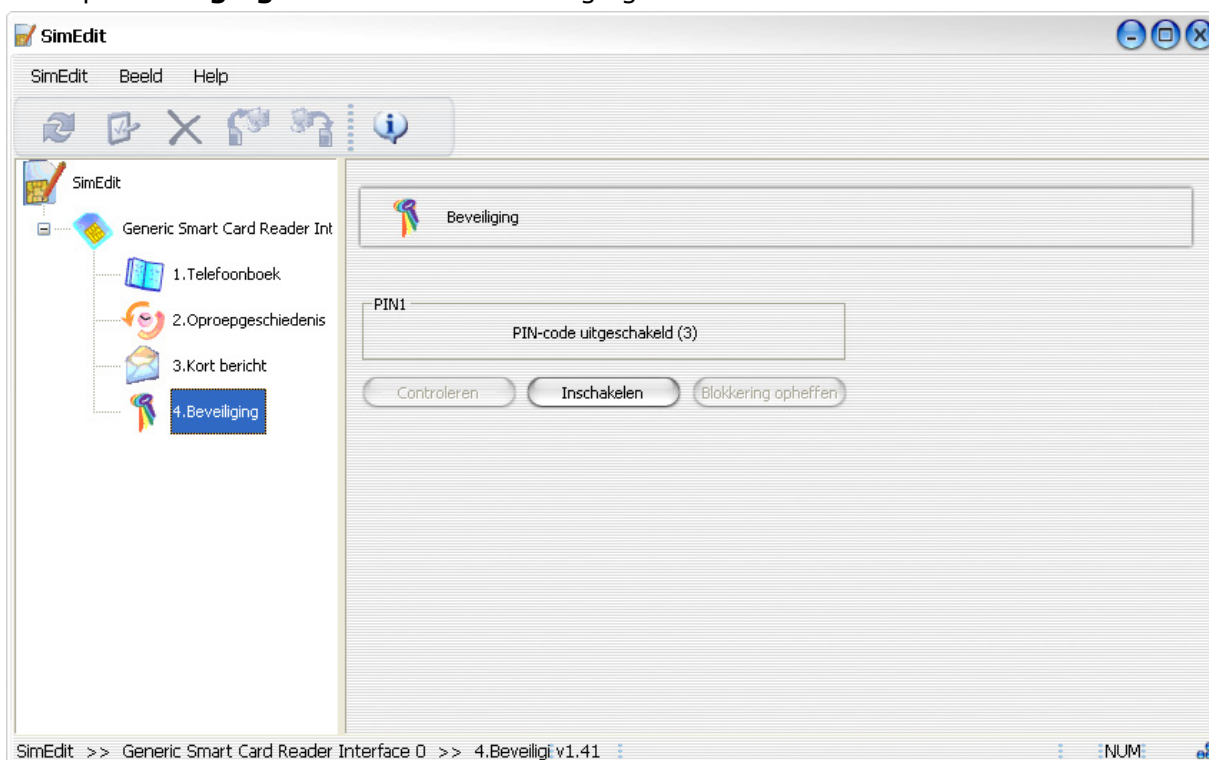 SimEdit
SimEdit Beeld Help
SimEdit
Generic Smart Card Reader Int
1.Telefoonboek
2.Oproepgeschiedenis
3.Kort bericht
4.Beveiliging
Beveiliging
PIN1
PIN-code uitgeschakeld (3)
Controleren Inschakelen Blokkering opheffen
SimEdit >> Generic Smart Card Reader Interface 0 >> 4.Beveiligi v1.41 NUM